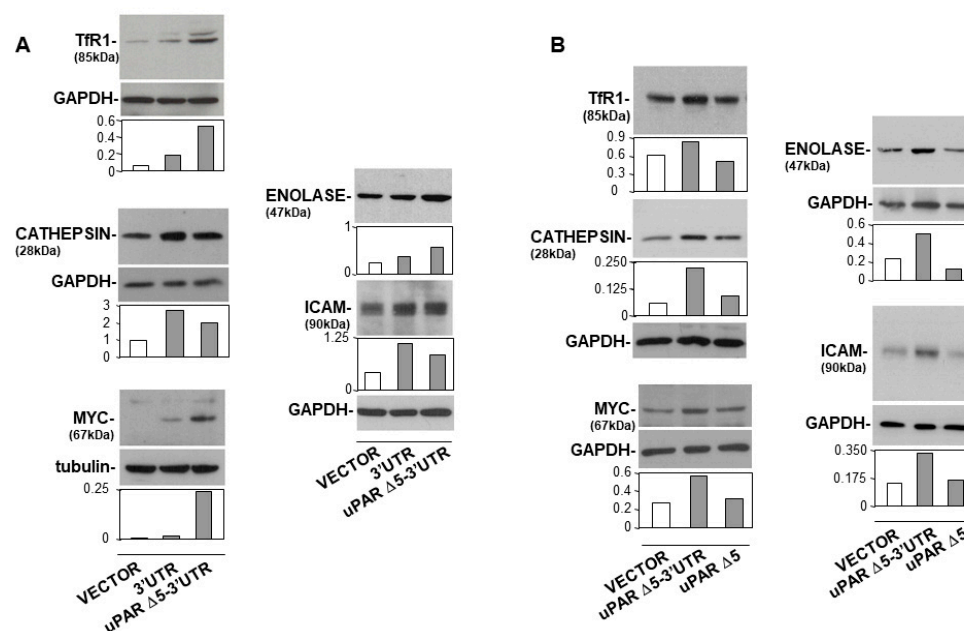 A
TfR1-
(85kDa)
GAPDH-
0.6
0.4
0.2
0
CATHEPSIN-
(28kDa)
GAPDH-
3
2
1
0
MYC-
(67kDa)
tubulin-
0.25
0
VECTOR
3'UTR
uPAR Δ5-3'UTR
ENOLASE-
(47kDa)
1
0
ICAM-
(90kDa)
1.25
0
GAPDH-
VECTOR
3'UTR
uPAR Δ5-3'UTR
B
TfR1-
(85kDa)
0.9
0.6
0.3
0
CATHEPSIN-
(28kDa)
0.250
0.125
0
GAPDH-
MYC-
(67kDa)
GAPDH-
0.6
0.4
0.2
0
VECTOR
uPAR Δ5-3'UTR
uPAR Δ5
ENOLASE-
(47kDa)
GAPDH-
0.6
0.4
0.2
0
ICAM-
(90kDa)
GAPDH-
0.350
0.175
0
VECTOR
uPAR Δ5-3'UTR
uPAR Δ5